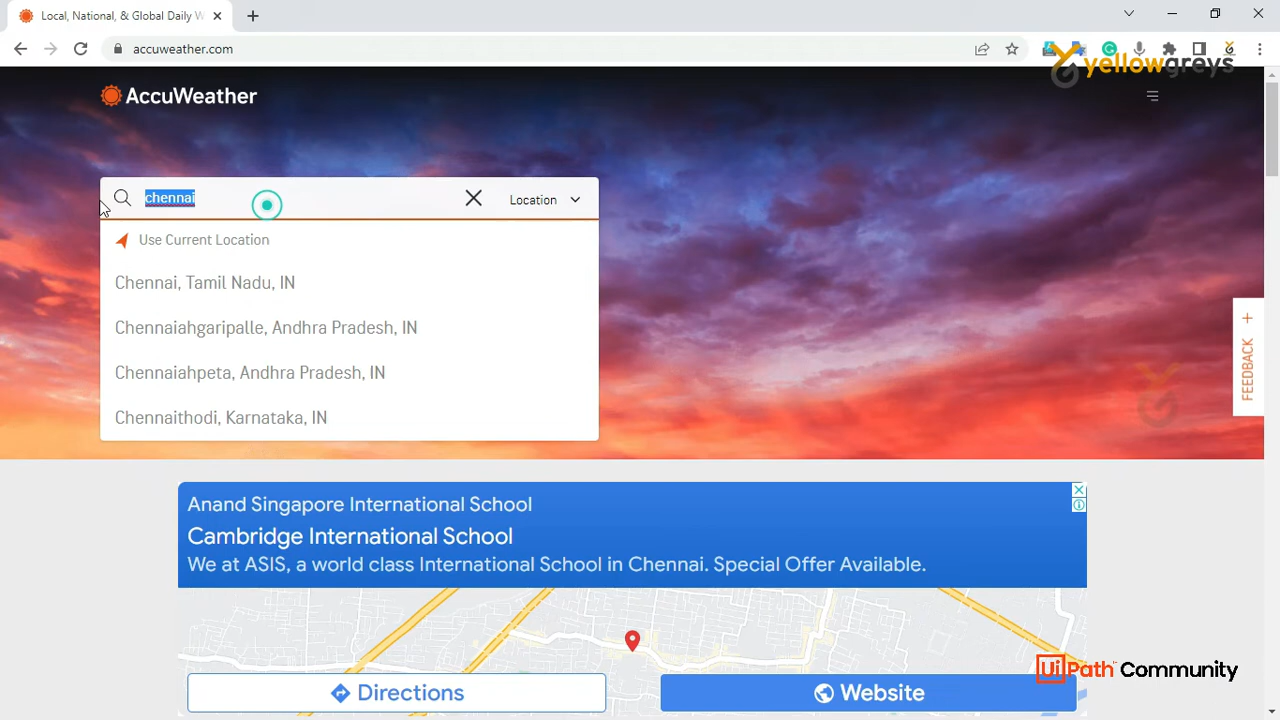 Local, National, & Global Daily W
accuweather.com
yellowgreys
AccuWeather
chennai
Location
Use Current Location
Chennai, Tamil Nadu, IN
Chennaiahgaripalle, Andhra Pradesh, IN
Chennaiahpeta, Andhra Pradesh, IN
Chennaithodi, Karnataka, IN
FEEDBACK
Anand Singapore International School
Cambridge International School
We at ASIS, a world class International School in Chennai. Special Offer Available.
UiPath Community
Directions
Website